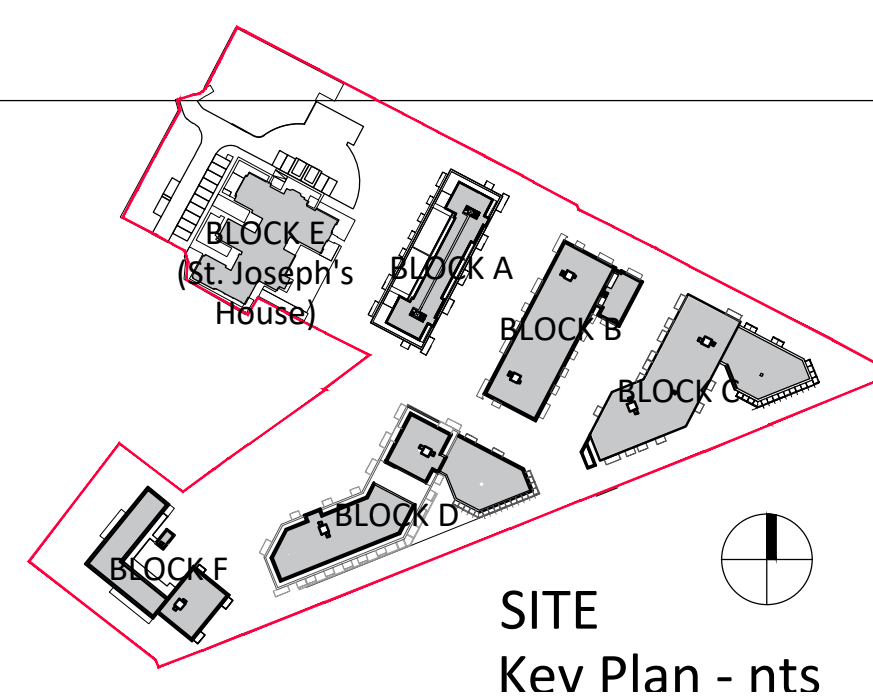 BLOCK E
(St. Joseph's
House)
BLOCK A
BLOCK B
BLOCK C
BLOCK D
BLOCK F
SITE
Key Plan - nts